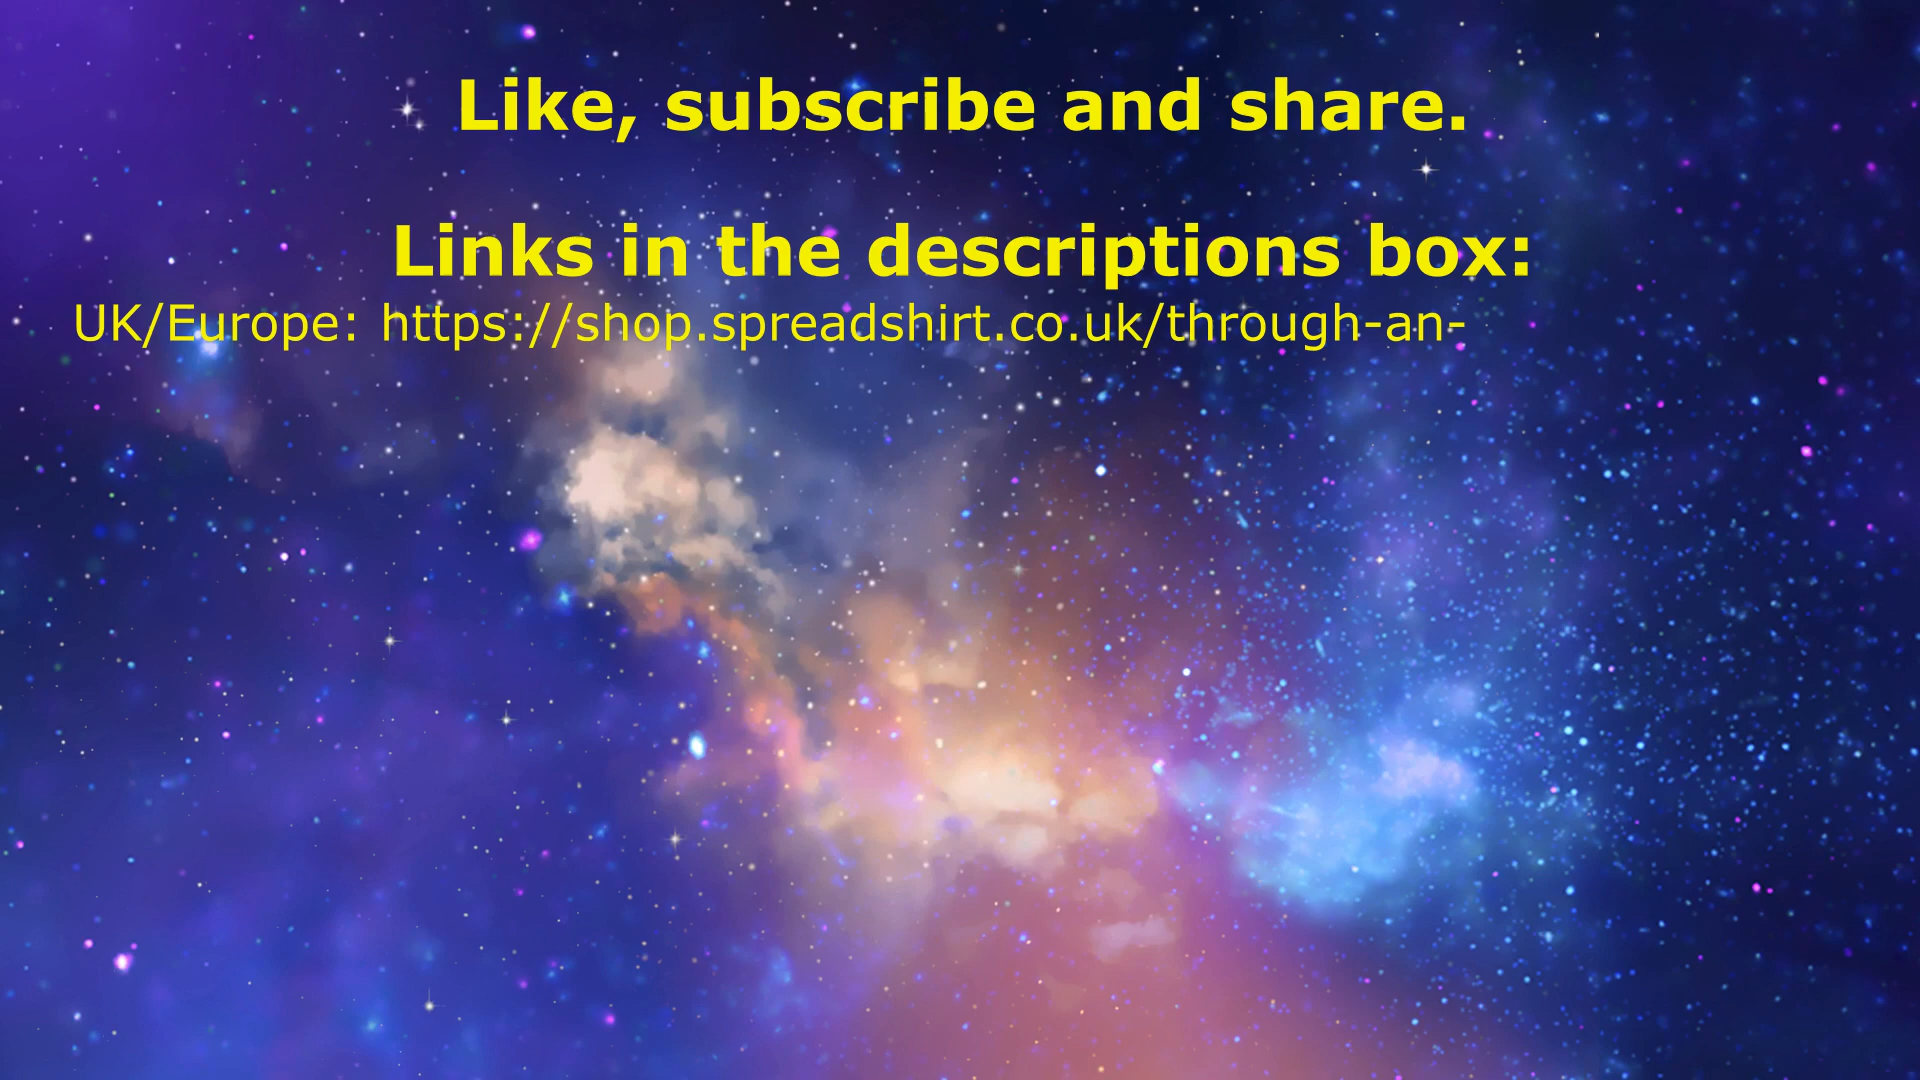 Like, subscribe and share.
Links in the descriptions box:
UK/Europe: https://shop.spreadshirt.co.uk/through-an-